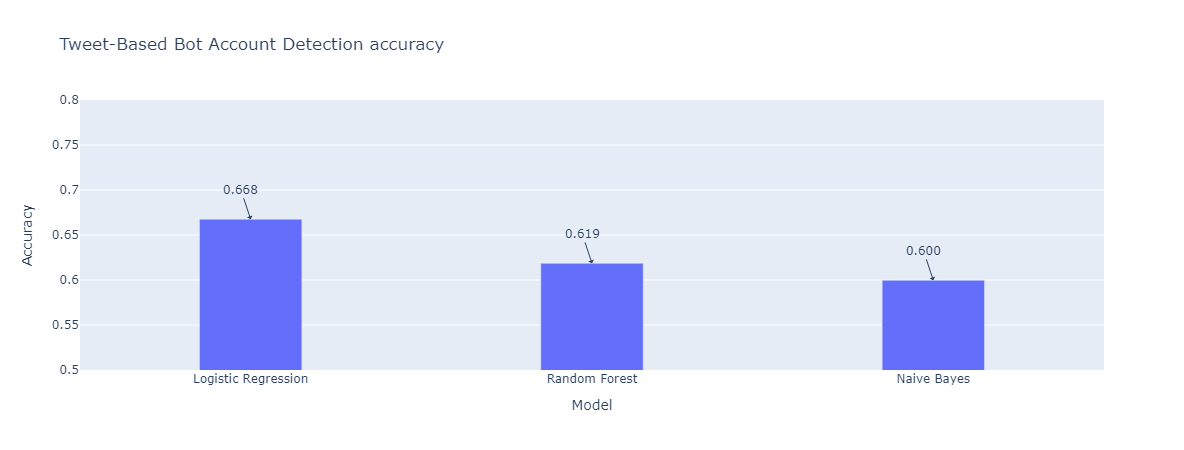 Tweet-Based Bot Account Detection accuracy
0.8
0.75
0.7
0.65
0.6
0.55
0.5
Accuracy
0.668
0.619
0.600
Logistic Regression
Random Forest
Naive Bayes
Model